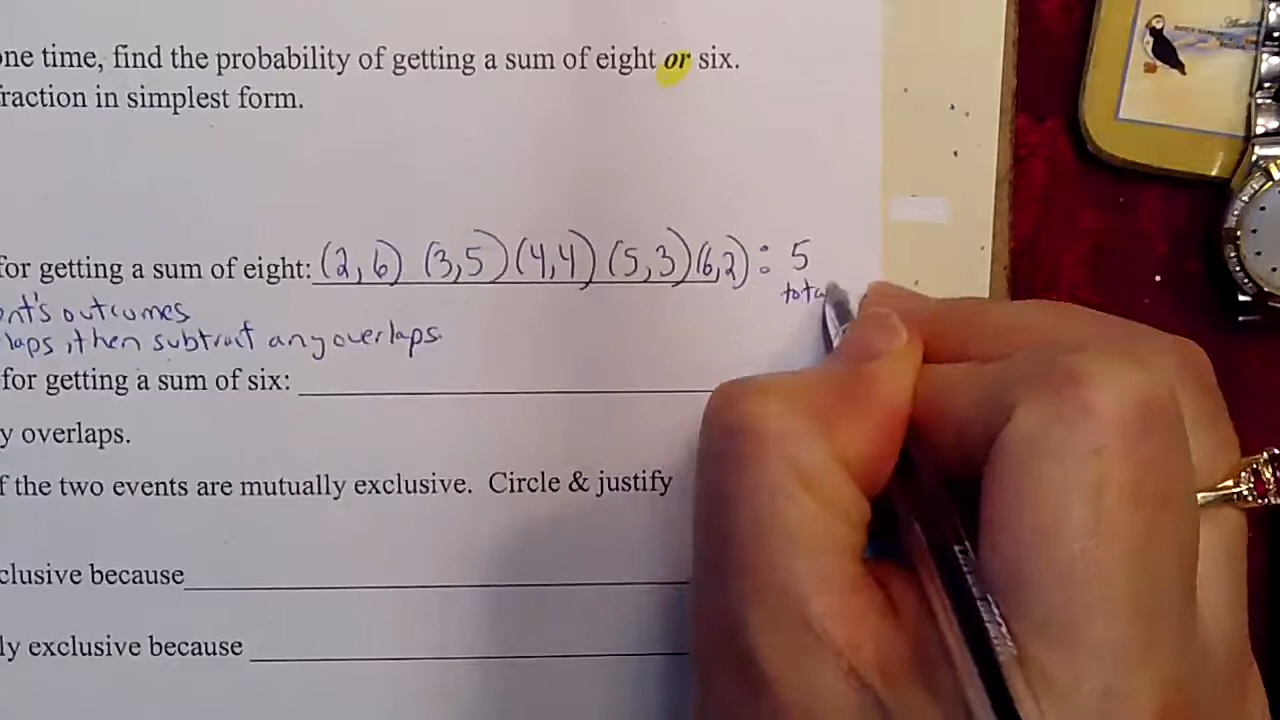 one time, find the probability of getting a sum of eight or six.
fraction in simplest form.
for getting a sum of eight: (2,6) (3,5) (4,4) (5,3) (6,2) : 5
tota
nt's outcomes
laps, then subtract any overlaps.
for getting a sum of six:
y overlaps.
f the two events are mutually exclusive. Circle & justify
clusive because
ly exclusive because